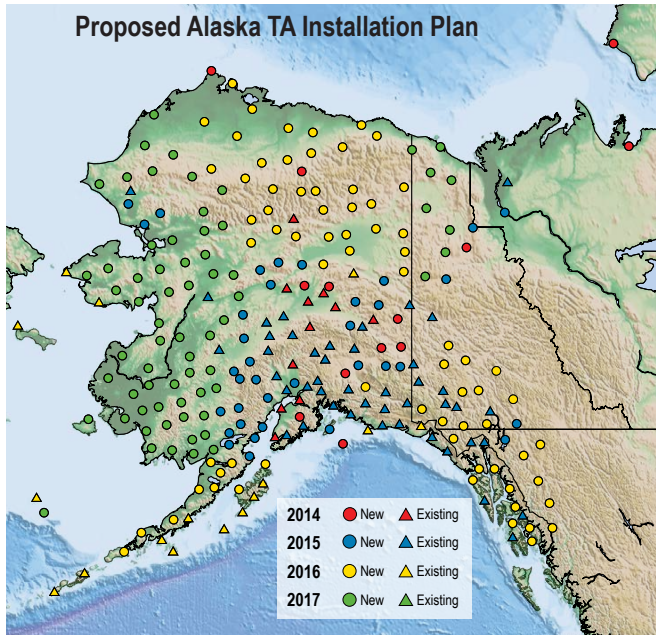 Proposed Alaska TA Installation Plan
2014 New Existing
2015 New Existing
2016 New Existing
2017 New Existing